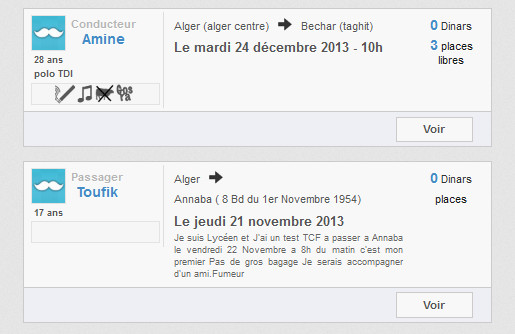 Conducteur
Amine
28 ans
polo TDI
Alger (alger centre) Bechar (taghit)
Le mardi 24 décembre 2013 - 10h
0 Dinars
3 places
libres
Voir
Passager
Toufik
17 ans
Alger
Annaba ( 8 Bd du 1er Novembre 1954)
Le jeudi 21 novembre 2013
Je suis Lycéen et J'ai un test TCF a passer a Annaba
le vendredi 22 Novembre a 8h du matin c'est mon
premier Pas de gros bagage Je serais accompagner
d'un ami.Fumeur
0 Dinars
places
Voir